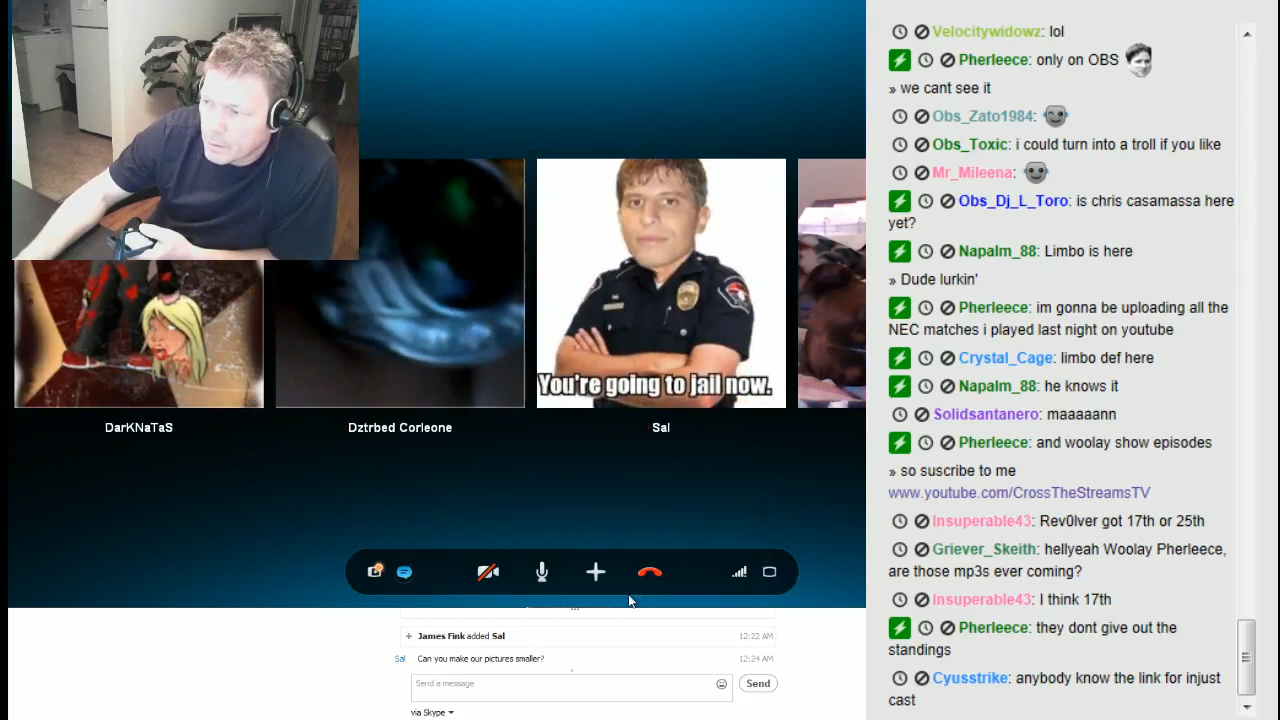 You're going to jail now.
DarKNaTaS
Dztrbed Corleone
Sal
+ James Fink added Sal 12:22 AM
Sal Can you make our pictures smaller? 12:24 AM
Send a message
Send
via Skype
Velocitywidowz: lol
Pherleece: only on OBS
» we cant see it
Obs_Zato1984:
Obs_Toxic: i could turn into a troll if you like
Mr_Mileena:
Obs_Dj_L_Toro: is chris casamassa here
yet?
Napalm_88: Limbo is here
» Dude lurkin'
Pherleece: im gonna be uploading all the
NEC matches i played last night on youtube
Crystal_Cage: limbo def here
Napalm_88: he knows it
Solidsantanero: maaaaann
Pherleece: and woolay show episodes
» so suscribe to me
www.youtube.com/CrossTheStreamsTV
Insuperable43: Rev0lver got 17th or 25th
Griever_Skeith: hellyeah Woolay Pherleece,
are those mp3s ever coming?
Insuperable43: I think 17th
Pherleece: they dont give out the
standings
Cyusstrike: anybody know the link for injust
cast